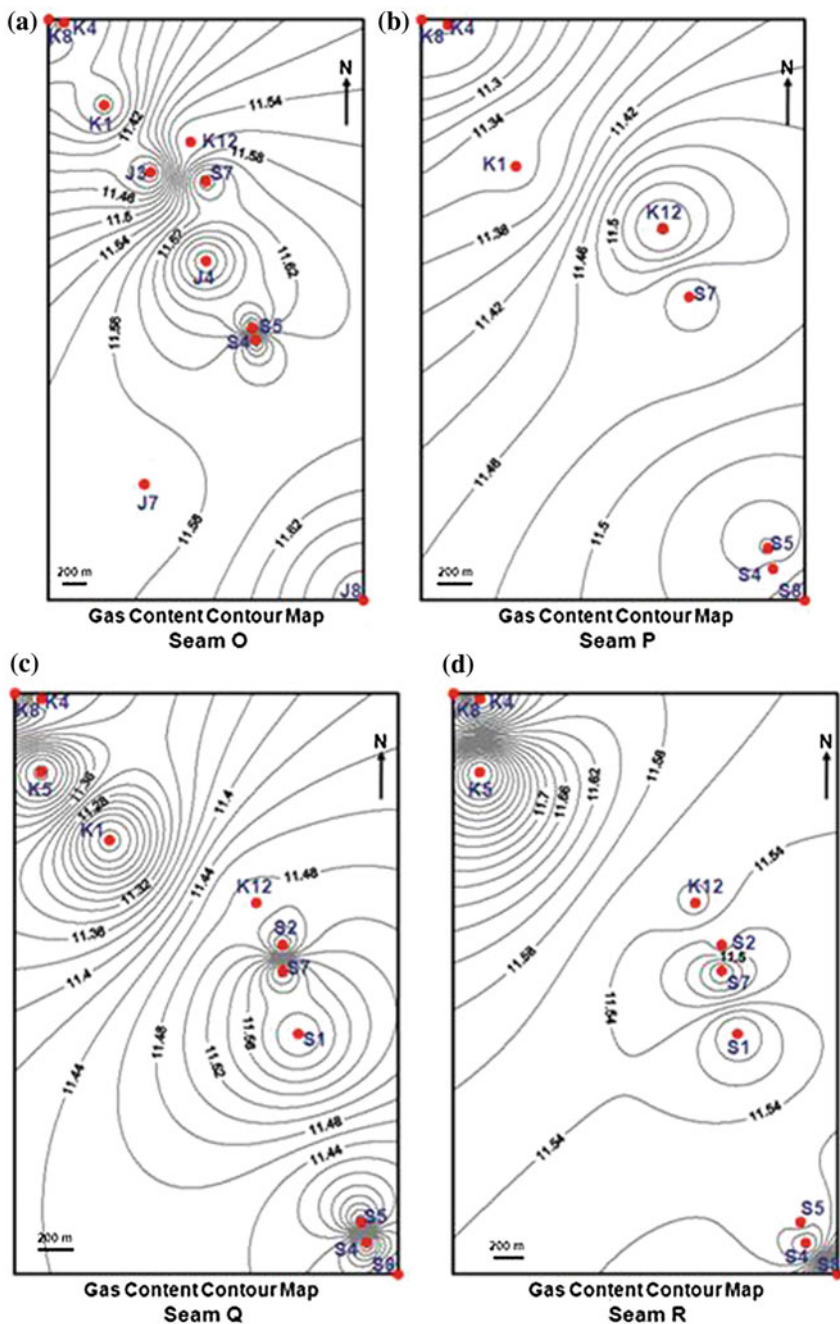 (a)
K8
K4
N
11.54
11.42
K1
K12
11.58
J3
S7
11.46
11.5
11.54
11.62
J4
11.62
S5
S4
11.58
J7
11.58
11.62
200 m
J8
Gas Content Contour Map
Seam O
(b)
K8
K4
N
11.3
11.42
11.34
K1
K12
11.5
11.38
11.46
S7
11.42
11.46
11.5
S5
S4
200 m
S8
Gas Content Contour Map
Seam P
(c)
K8
K4
N
11.36
K5
11.28
11.4
K1
11.32
11.44
K12
11.48
11.36
S2
11.4
S7
11.48
11.56
S1
11.52
11.44
11.48
11.44
S5
200 m
S4
Gas Content Contour Map
Seam Q
(d)
K8
K4
N
11.58
11.62
K5
11.7
11.66
11.54
K12
S2
11.5
11.58
S7
11.54
S1
11.54
11.54
S5
200 m
S4
Gas Content Contour Map
Seam R